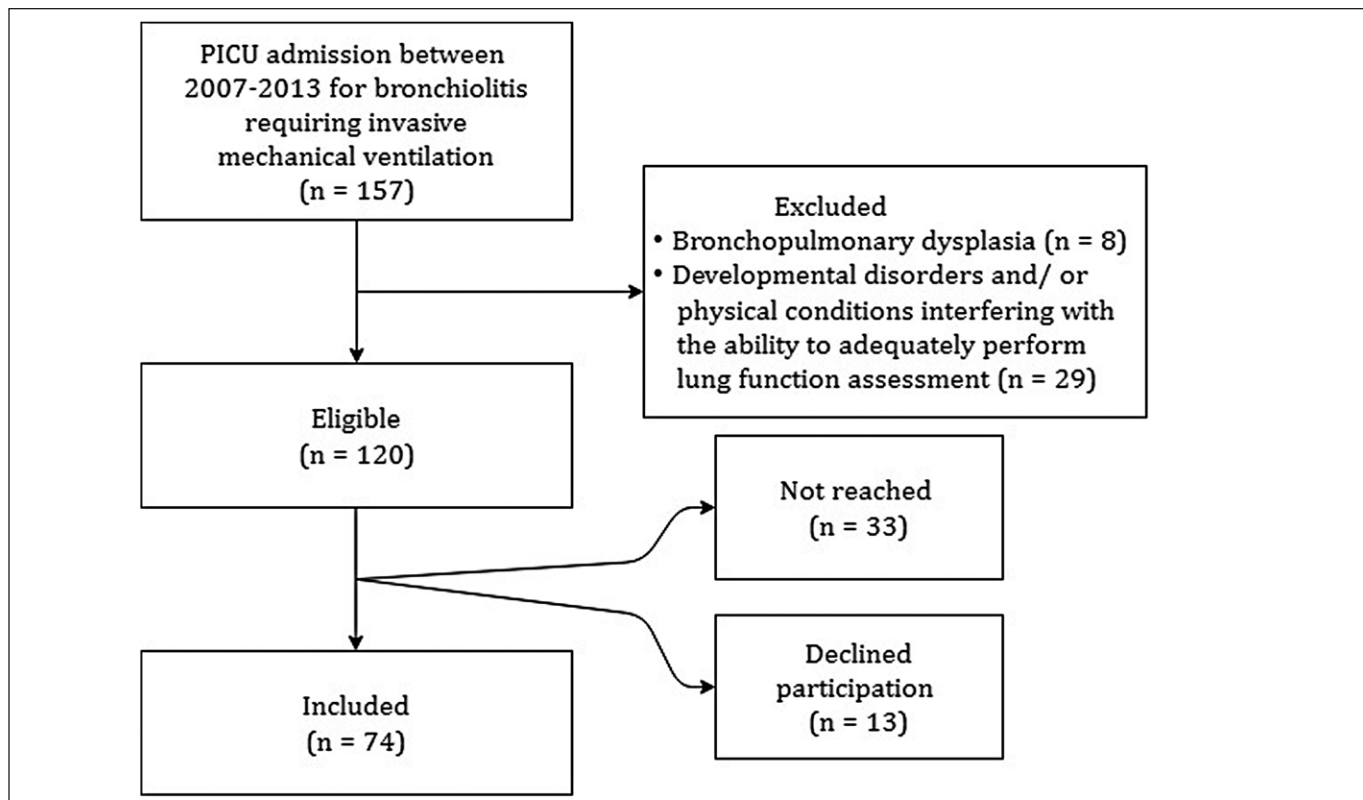 PICU admission between
2007-2013 for bronchiolitis
requiring invasive
mechanical ventilation
(n = 157)
Excluded
• Bronchopulmonary dysplasia (n = 8)
• Developmental disorders and/ or
physical conditions interfering with
the ability to adequately perform
lung function assessment (n = 29)
Eligible
(n = 120)
Not reached
(n = 33)
Declined
participation
(n = 13)
Included
(n = 74)